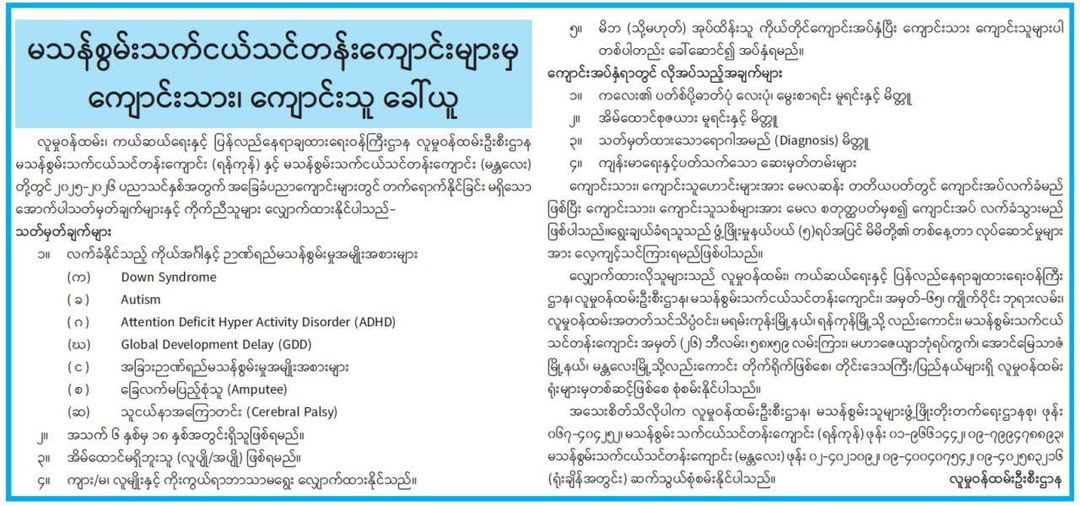 မသန်စွမ်းသက်ငယ်သင်တန်းကျောင်းများမှ
ကျောင်းသား၊ ကျောင်းသူ ခေါ်ယူ
လူမှုဝန်ထမ်း၊ ကယ်ဆယ်ရေးနှင့် ပြန်လည်နေရာချထားရေးဝန်ကြီးဌာန လူမှုဝန်ထမ်းဦးစီးဌာန
မသန်စွမ်းသက်ငယ်သင်တန်းကျောင်း (ရန်ကုန်) နှင့် မသန်စွမ်းသက်ငယ်သင်တန်းကျောင်း (မန္တလေး)
တို့တွင် ၂၀၂၅-၂၀၂၆ ပညာသင်နှစ်အတွက် အခြေခံပညာကျောင်းများတွင် တက်ရောက်နိုင်ခြင်း မရှိသော
အောက်ပါသတ်မှတ်ချက်များနှင့် ကိုက်ညီသူများ လျှောက်ထားနိုင်ပါသည်-
သတ်မှတ်ချက်များ
၁။ လက်ခံနိုင်သည့် ကိုယ်အင်္ဂါနှင့် ဉာဏ်ရည်မသန်စွမ်းမှုအမျိုးအစားများ
(က) Down Syndrome
(ခ) Autism
(ဂ) Attention Deficit Hyper Activity Disorder (ADHD)
(ဃ) Global Development Delay (GDD)
(င) အခြားဉာဏ်ရည်မသန်စွမ်းမှုအမျိုးအစားများ
(စ) ခြေလက်မပြည့်စုံသူ (Amputee)
(ဆ) သူငယ်နာအကြောတင်း (Cerebral Palsy)
၂။ အသက် ၆ နှစ်မှ ၁၈ နှစ်အတွင်းရှိသူဖြစ်ရမည်။
၃။ အိမ်ထောင်မရှိဘူးသူ (လူပျို/အပျို) ဖြစ်ရမည်။
၄။ ကျား/မ၊ လူမျိုးနှင့် ကိုးကွယ်ရာဘာသာမရွေး လျှောက်ထားနိုင်သည်။
၅။ မိဘ (သို့မဟုတ်) အုပ်ထိန်းသူ ကိုယ်တိုင်ကျောင်းအပ်နှံပြီး ကျောင်းသား ကျောင်းသူများပါ
တစ်ပါတည်း ခေါ်ဆောင်၍ အပ်နှံရမည်။
ကျောင်းအပ်နှံရာတွင် လိုအပ်သည့်အချက်များ
၁။ ကလေး၏ ပတ်စ်ပို့ဓာတ်ပုံ လေးပုံ၊ မွေးစာရင်း မူရင်းနှင့် မိတ္တူ
၂။ အိမ်ထောင်စုဇယား မူရင်းနှင့် မိတ္တူ
၃။ သတ်မှတ်ထားသောရောဂါအမည် (Diagnosis) မိတ္တူ
၄။ ကျန်းမာရေးနှင့်ပတ်သက်သော ဆေးမှတ်တမ်းများ
ကျောင်းသား၊ ကျောင်းသူဟောင်းများအား မေလဆန်း တတိယပတ်တွင် ကျောင်းအပ်လက်ခံမည်
ဖြစ်ပြီး ကျောင်းသား၊ ကျောင်းသူသစ်များအား မေလ စတုတ္ထပတ်မှစ၍ ကျောင်းအပ် လက်ခံသွားမည်
ဖြစ်ပါသည်။ရွေးချယ်ခံရသူသည် ဖွံ့ဖြိုးမှုနယ်ပယ် (၅)ရပ်အပြင် မိမိတို့၏ တစ်နေ့တာ လုပ်ဆောင်မှုများ
အား လေ့ကျင့်သင်ကြားရမည်ဖြစ်ပါသည်။
လျှောက်ထားလိုသူများသည် လူမှုဝန်ထမ်း၊ ကယ်ဆယ်ရေးနှင့် ပြန်လည်နေရာချထားရေးဝန်ကြီး
ဌာန၊ လူမှုဝန်ထမ်းဦးစီးဌာန၊ မသန်စွမ်းသက်ငယ်သင်တန်းကျောင်း၊ အမှတ်-၆၅၊ ကျိုက်ဝိုင်း ဘုရားလမ်း၊
လူမှုဝန်ထမ်းအတတ်သင်သိပ္ပံဝင်း၊ မရမ်းကုန်းမြို့နယ်၊ ရန်ကုန်မြို့သို့ လည်းကောင်း၊ မသန်စွမ်းသက်ငယ်
သင်တန်းကျောင်း အမှတ် (၂၆) ဘီလမ်း၊ ၅၈x၅၉ လမ်းကြား၊ မဟာဇေယျာဘုံရပ်ကွက်၊ အောင်မြေသာစံ
မြို့နယ်၊ မန္တလေးမြို့သို့လည်းကောင်း တိုက်ရိုက်ဖြစ်စေ၊ တိုင်းဒေသကြီး/ပြည်နယ်များရှိ လူမှုဝန်ထမ်း
ရုံးများမှတစ်ဆင့်ဖြစ်စေ စုံစမ်းနိုင်ပါသည်။
အသေးစိတ်သိလိုပါက လူမှုဝန်ထမ်းဦးစီးဌာန၊ မသန်စွမ်းသူများဖွံ့ဖြိုးတိုးတက်ရေးဌာနစု၊ ဖုန်း
၀၆၇-၄၀၄၂၅၂၊ မသန်စွမ်း သက်ငယ်သင်တန်းကျောင်း (ရန်ကုန်) ဖုန်း ၀၁-၉၆၆၁၄၄၂၊ ၀၉-၇၉၉၄၇၈၈၉၃၊
မသန်စွမ်းသက်ငယ်သင်တန်းကျောင်း (မန္တလေး) ဖုန်း ၀၂-၄၀၂၁၀၉၂၊ ၀၉-၄၀၀၄၀၇၅၄၂၊ ၀၉-၄၀၂၅၈၃၂၁၆
(ရုံးချိန်အတွင်း) ဆက်သွယ်စုံစမ်းနိုင်ပါသည်။ လူမှုဝန်ထမ်းဦးစီးဌာန